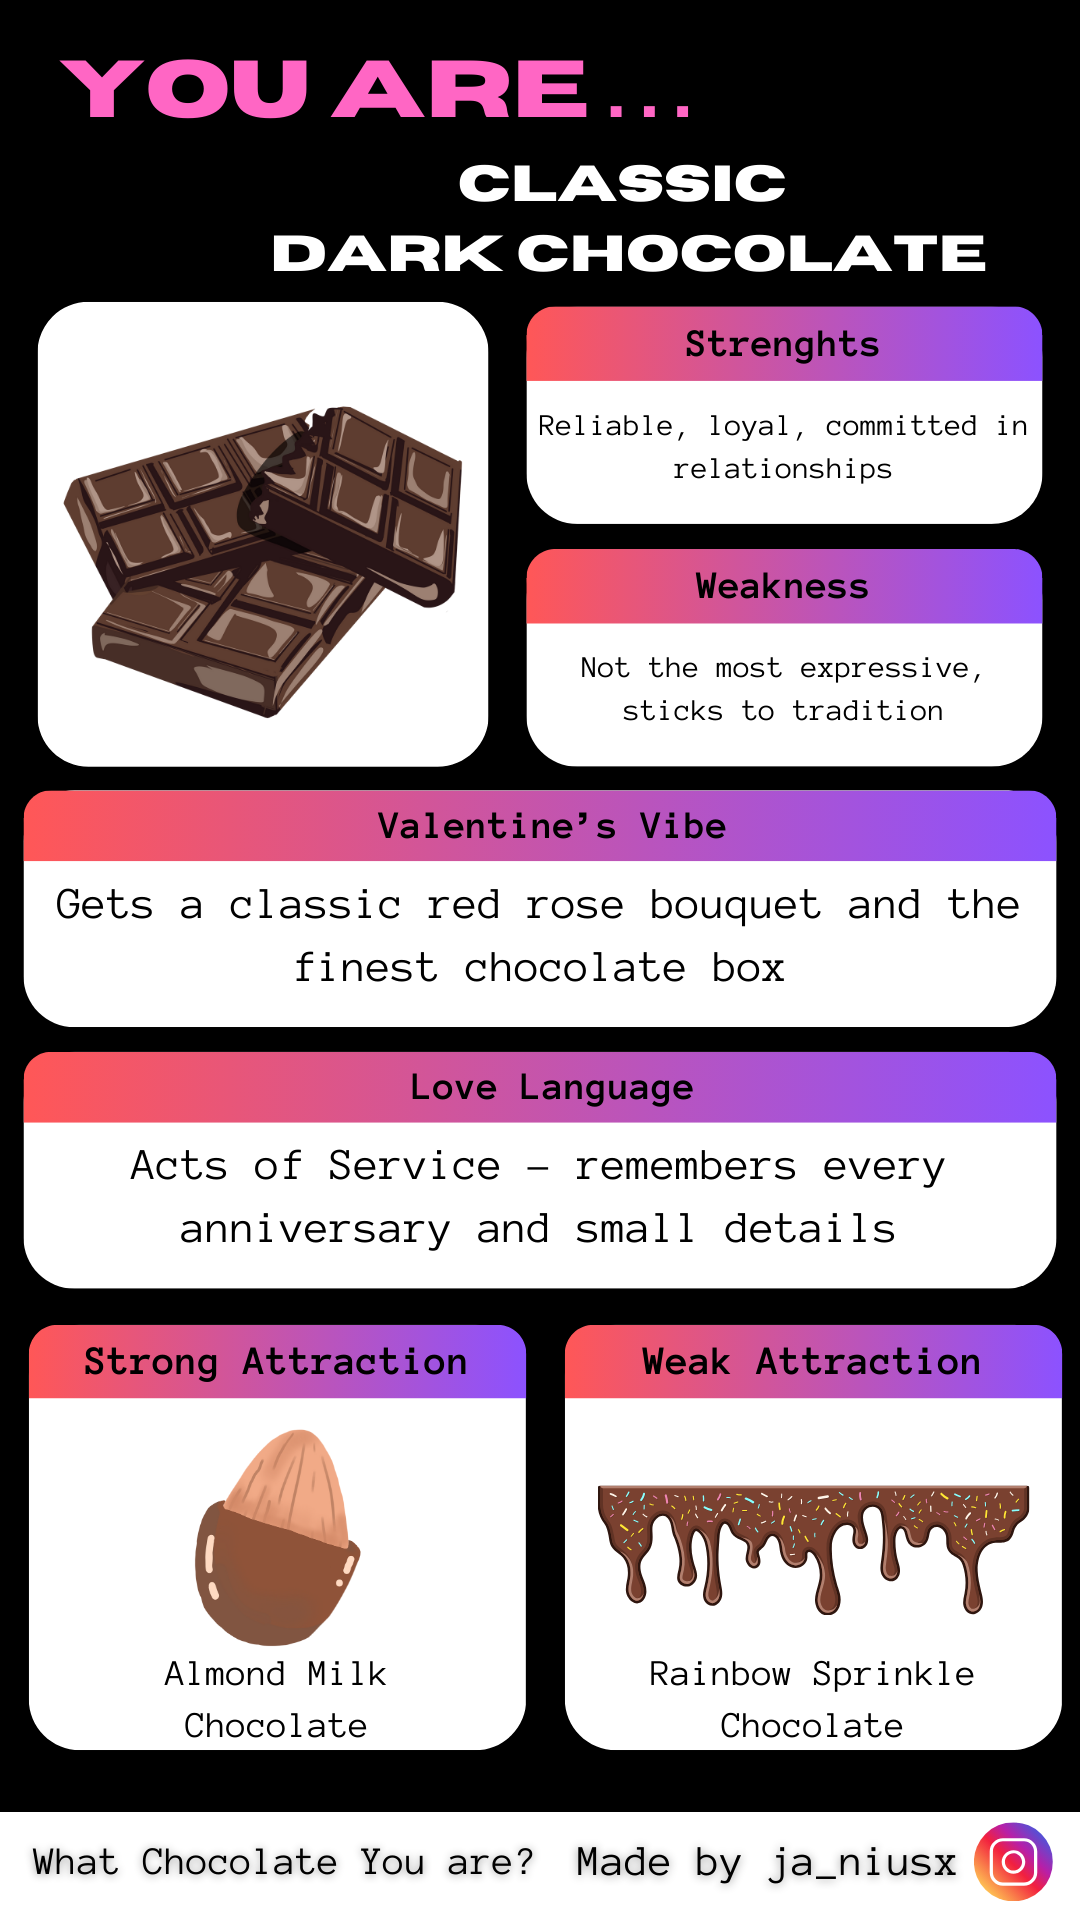 YOU ARE...
CLASSIC
DARK CHOCOLATE
Strenghts
Reliable, loyal, committed in
relationships
Weakness
Not the most expressive,
sticks to tradition
Valentine’s Vibe
Gets a classic red rose bouquet and the
finest chocolate box
Love Language
Acts of Service – remembers every
anniversary and small details
Strong Attraction
Almond Milk
Chocolate
Weak Attraction
Rainbow Sprinkle
Chocolate
What Chocolate You are?
Made by ja_niusx